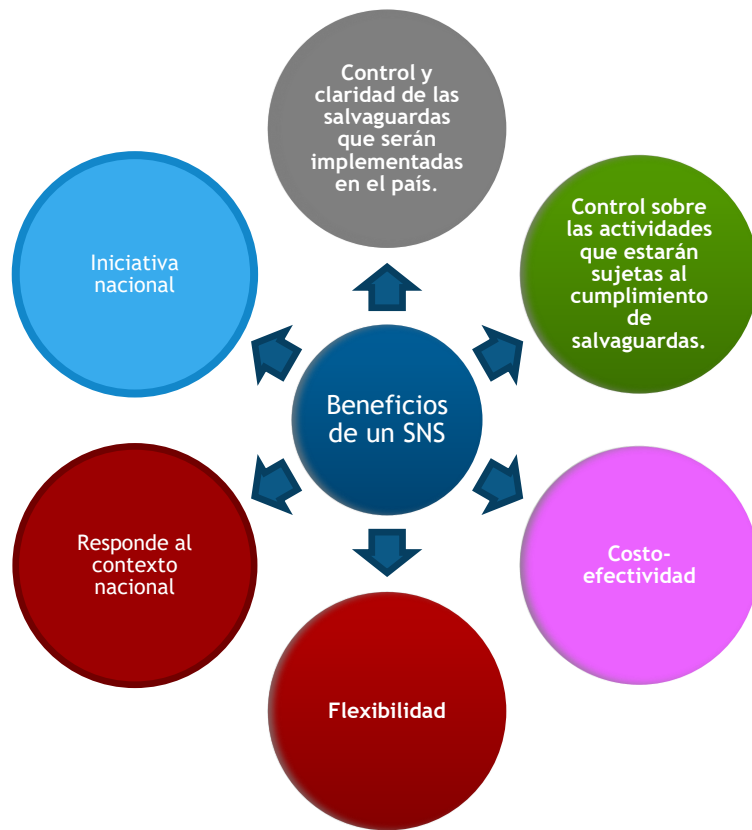 Control y
claridad de las
salvaguardas
que serán
implementadas
en el país.
Control sobre
las actividades
que estarán
sujetas al
cumplimiento
de
salvaguardas.
Costo-
efectividad
Flexibilidad
Responde al
contexto
nacional
Iniciativa
nacional
Beneficios
de un SNS